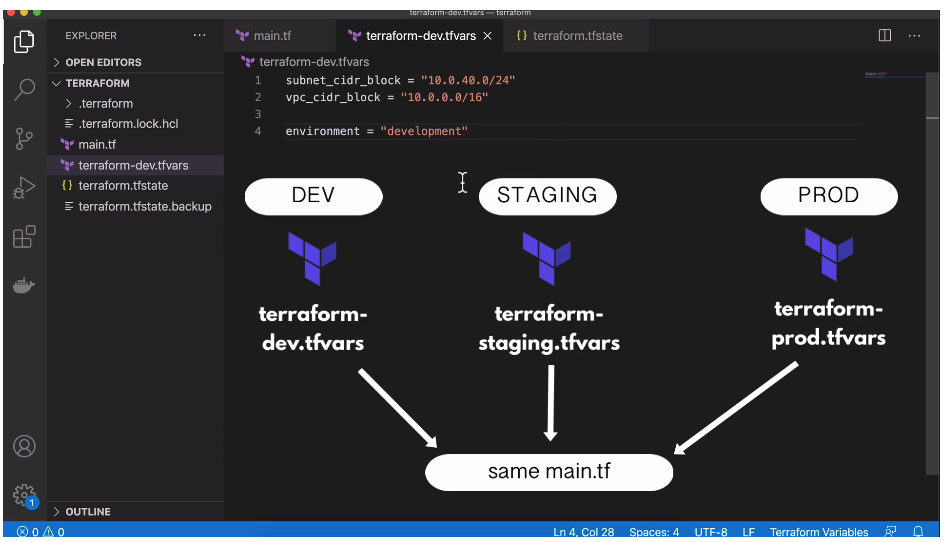 terraform-dev.tfvars — terraform
EXPLORER
main.tf
terraform-dev.tfvars
terraform.tfstate
OPEN EDITORS
TERRAFORM
.terraform
.terraform.lock.hcl
main.tf
terraform-dev.tfvars
terraform.tfstate
terraform.tfstate.backup
OUTLINE
terraform-dev.tfvars
1 subnet_cidr_block = "10.0.40.0/24"
2 vpc_cidr_block = "10.0.0.0/16"
3
4 environment = "development"
DEV
STAGING
PROD
terraform-
dev.tfvars
terraform-
staging.tfvars
terraform-
prod.tfvars
same main.tf
1
0 0
Ln 4, Col 28 Spaces: 4 UTF-8 LF Terraform Variables